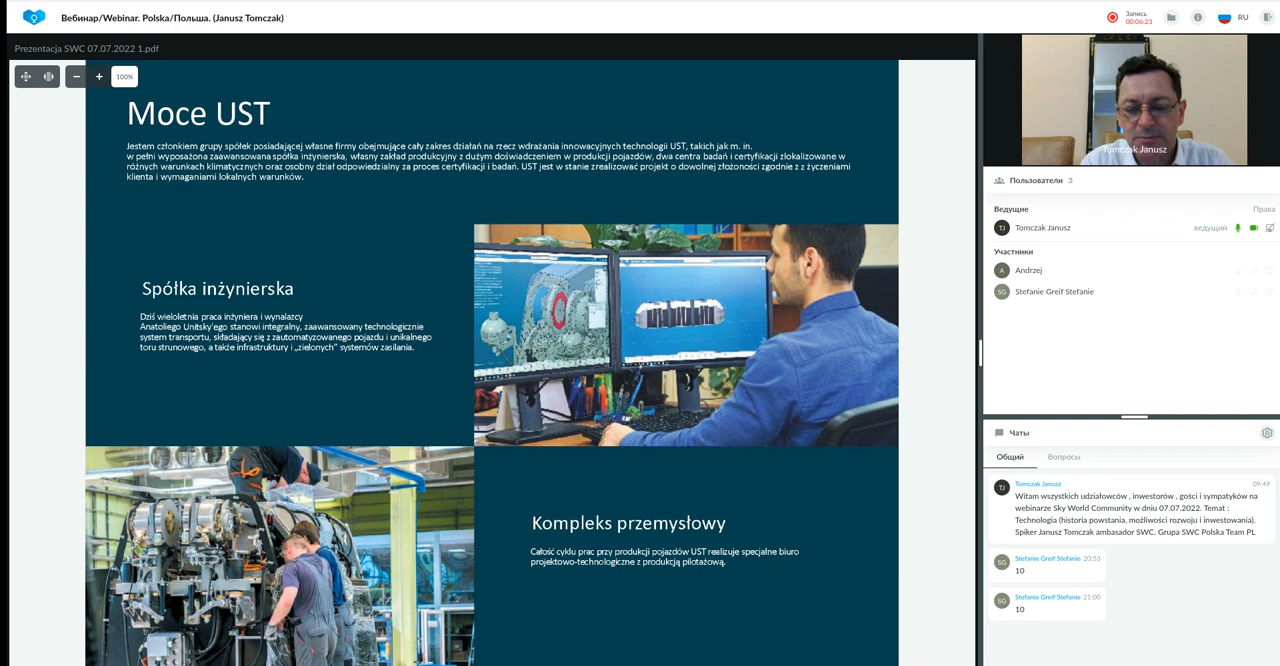 Вебинар/Webinar. Polska/Польша. (Janusz Tomczak)
Запись
00:06:23
RU
Prezentacja SWC 07.07.2022 1.pdf
100%
Moce UST
Jestem członkiem grupy spółek posiadającej własne firmy obejmujące cały zakres działań na rzecz wdrażania innowacyjnych technologii UST, takich jak m. in.
w pełni wyposażona zaawansowana spółka inżynierska, własny zakład produkcyjny z dużym doświadczeniem w produkcji pojazdów, dwa centra badań i certyfikacji zlokalizowane w
różnych warunkach klimatycznych oraz osobny dział odpowiedzialny za proces certyfikacji i badań. UST jest w stanie zrealizować projekt o dowolnej złożoności zgodnie z z życzeniami
klienta i wymaganiami lokalnych warunków.
Spółka inżynierska
Dziś wieloletnia praca inżyniera i wynalazcy
Anatoliego Unitsky'ego stanowi integralny, zaawansowany technologicznie
system transportu, składający się z zautomatyzowanego pojazdu i unikalnego
toru strunowego, a także infrastruktury i „zielonych” systemów zasilania.
Kompleks przemysłowy
Całość cyklu prac przy produkcji pojazdów UST realizuje specjalne biuro
projektowo-technologiczne z produkcją pilotażową.
Tomczak Janusz
Пользователи 3
Ведущие Права
TJ Tomczak Janusz ведущий
Участники
A Andrzej
SG Stefanie Greif Stefanie
Чаты
Общий Вопросы
TJ Tomczak Janusz 09:49
Witam wszystkich udziałowców , inwestorów , gości i sympatyków na
webinarze Sky World Community w dniu 07.07.2022. Temat :
Technologia (historia powstania, możliwości rozwoju i inwestowania).
Spiker Janusz Tomczak ambasador SWC. Grupa SWC Polska Team PL
SG Stefanie Greif Stefanie 20:53
10
SG Stefanie Greif Stefanie 21:00
10